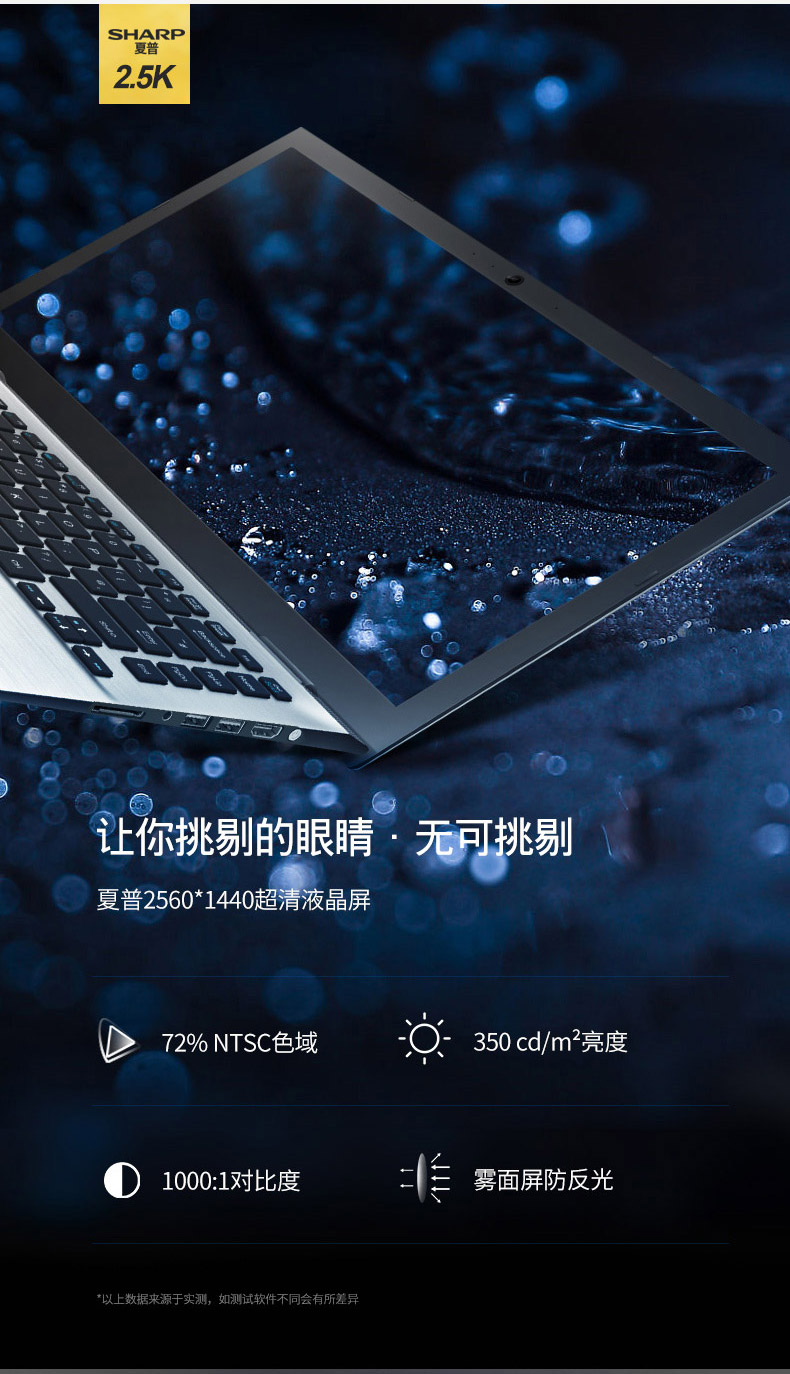 SHARP
夏普
2.5K
让你挑剔的眼睛 · 无可挑剔
夏普2560*1440超清液晶屏
72% NTSC色域
350 cd/m²亮度
1000:1对比度
雾面屏防反光
*以上数据来源于实测，如测试软件不同会有所差异